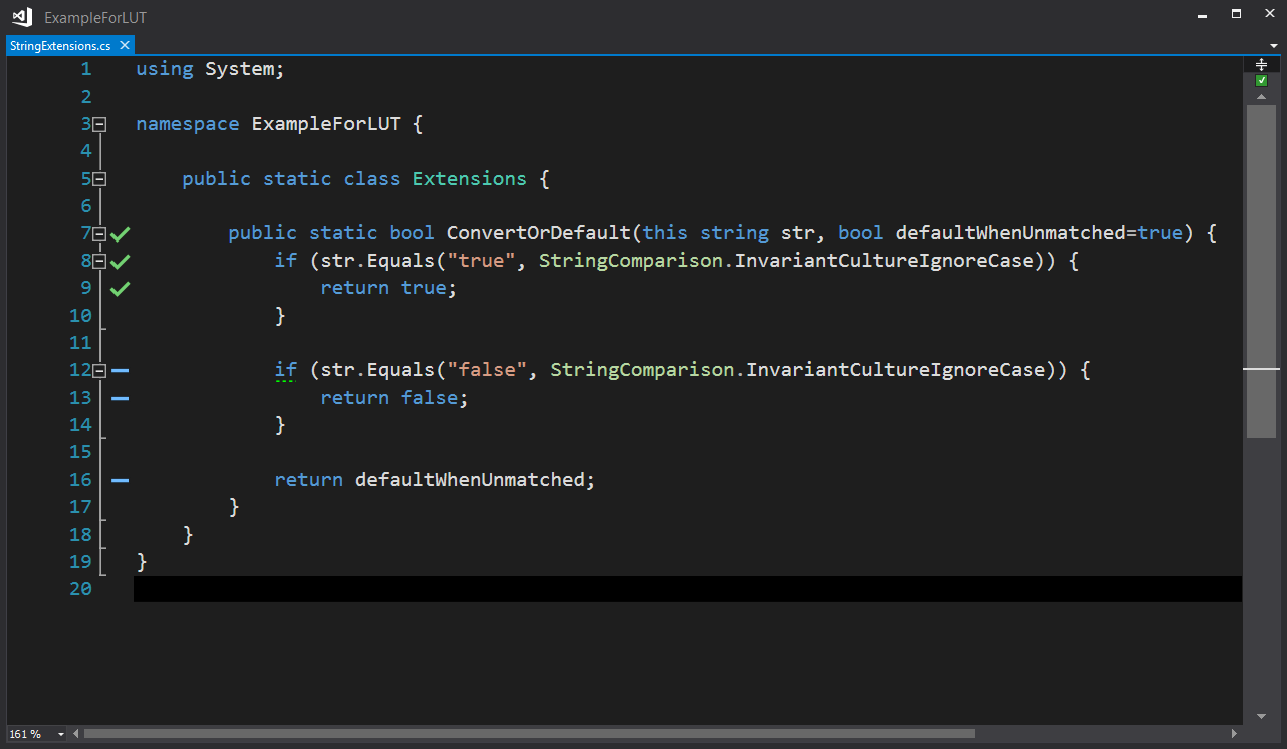 ExampleForLUT
StringExtensions.cs
1 using System;
2
3 namespace ExampleForLUT {
4
5     public static class Extensions {
6
7         public static bool ConvertOrDefault(this string str, bool defaultWhenUnmatched=true) {
8             if (str.Equals("true", StringComparison.InvariantCultureIgnoreCase)) {
9                 return true;
10             }
11
12             if (str.Equals("false", StringComparison.InvariantCultureIgnoreCase)) {
13                 return false;
14             }
15
16             return defaultWhenUnmatched;
17         }
18     }
19 }
20
161 %